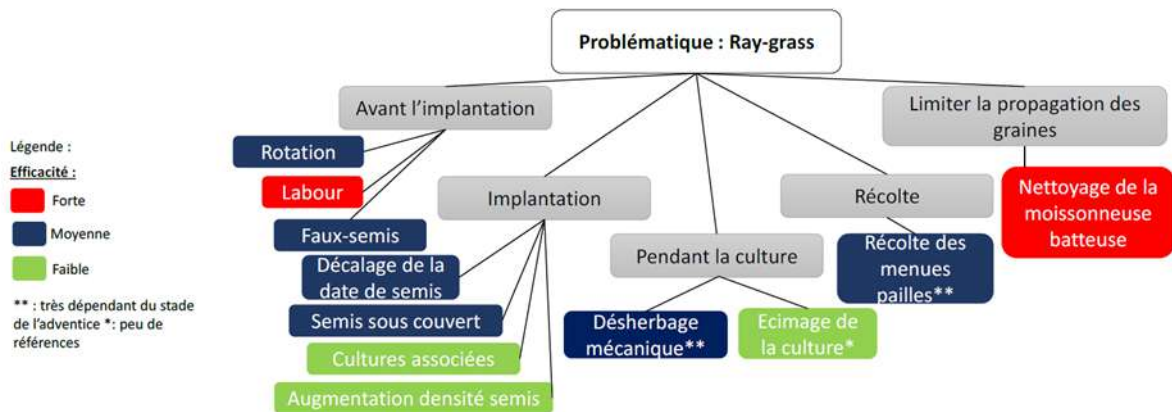 Problématique : Ray-grass
Avant l'implantation
Limiter la propagation des
graines
Légende :
Efficacité :
Forte
Moyenne
Faible
** : très dépendant du stade
de l'adventice *: peu de
références
Rotation
Labour
Faux-semis
Implantation
Décalage de la
date de semis
Semis sous couvert
Cultures associées
Augmentation densité semis
Pendant la culture
Désherbage
mécanique**
Ecimage de
la culture*
Récolte
Récolte des
menues
pailles**
Nettoyage de la
moissonneuse
batteuse